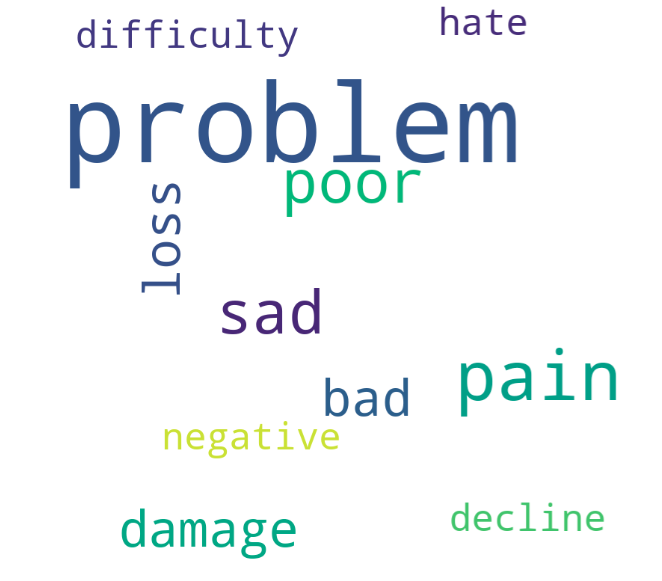 hate
difficulty
problem
poor
loss
sad
pain
bad
negative
decline
damage